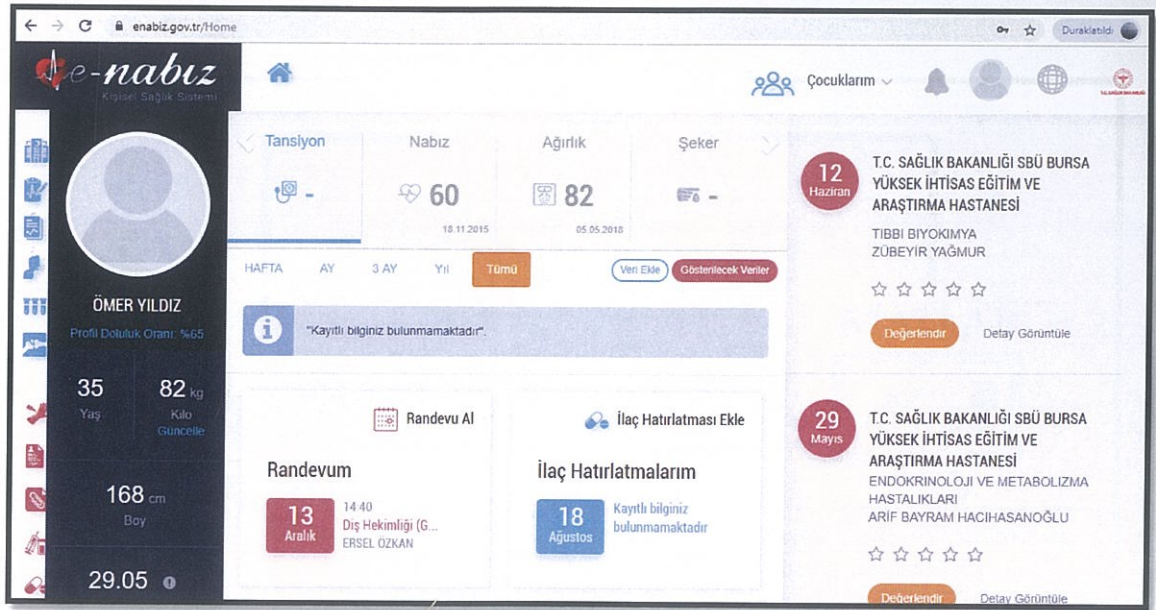 enabiz.gov.tr/Home
Duraklatıldı
e-nabız
Kişisel Sağlık Sistemi
Çocuklarım
T.C. SAĞLIK BAKANLIĞI
ÖMER YILDIZ
Profil Doluluk Oranı: %65
35
Yaş
82 kg
Kilo
Güncelle
168 cm
Boy
29.05
Tansiyon
-
Nabız
60
18.11.2015
Ağırlık
82
05.05.2018
Şeker
-
HAFTA AY 3 AY Yıl Tümü
Veri Ekle Gösterilecek Veriler
"Kayıtlı bilginiz bulunmamaktadır".
Randevu Al
Randevum
13
Aralık
14:40
Diş Hekimliği (G...
ERSEL ÖZKAN
İlaç Hatırlatması Ekle
İlaç Hatırlatmalarım
18
Ağustos
Kayıtlı bilginiz
bulunmamaktadır
12
Haziran
T.C. SAĞLIK BAKANLIĞI SBÜ BURSA
YÜKSEK İHTİSAS EĞİTİM VE
ARAŞTIRMA HASTANESİ
TIBBI BIYOKIMYA
ZÜBEYİR YAĞMUR
Değerlendir Detay Görüntüle
29
Mayıs
T.C. SAĞLIK BAKANLIĞI SBÜ BURSA
YÜKSEK İHTİSAS EĞİTİM VE
ARAŞTIRMA HASTANESİ
ENDOKRINOLOJI VE METABOLIZMA
HASTALIKLARI
ARİF BAYRAM HACIHASANOĞLU
Değerlendir Detay Görüntüle